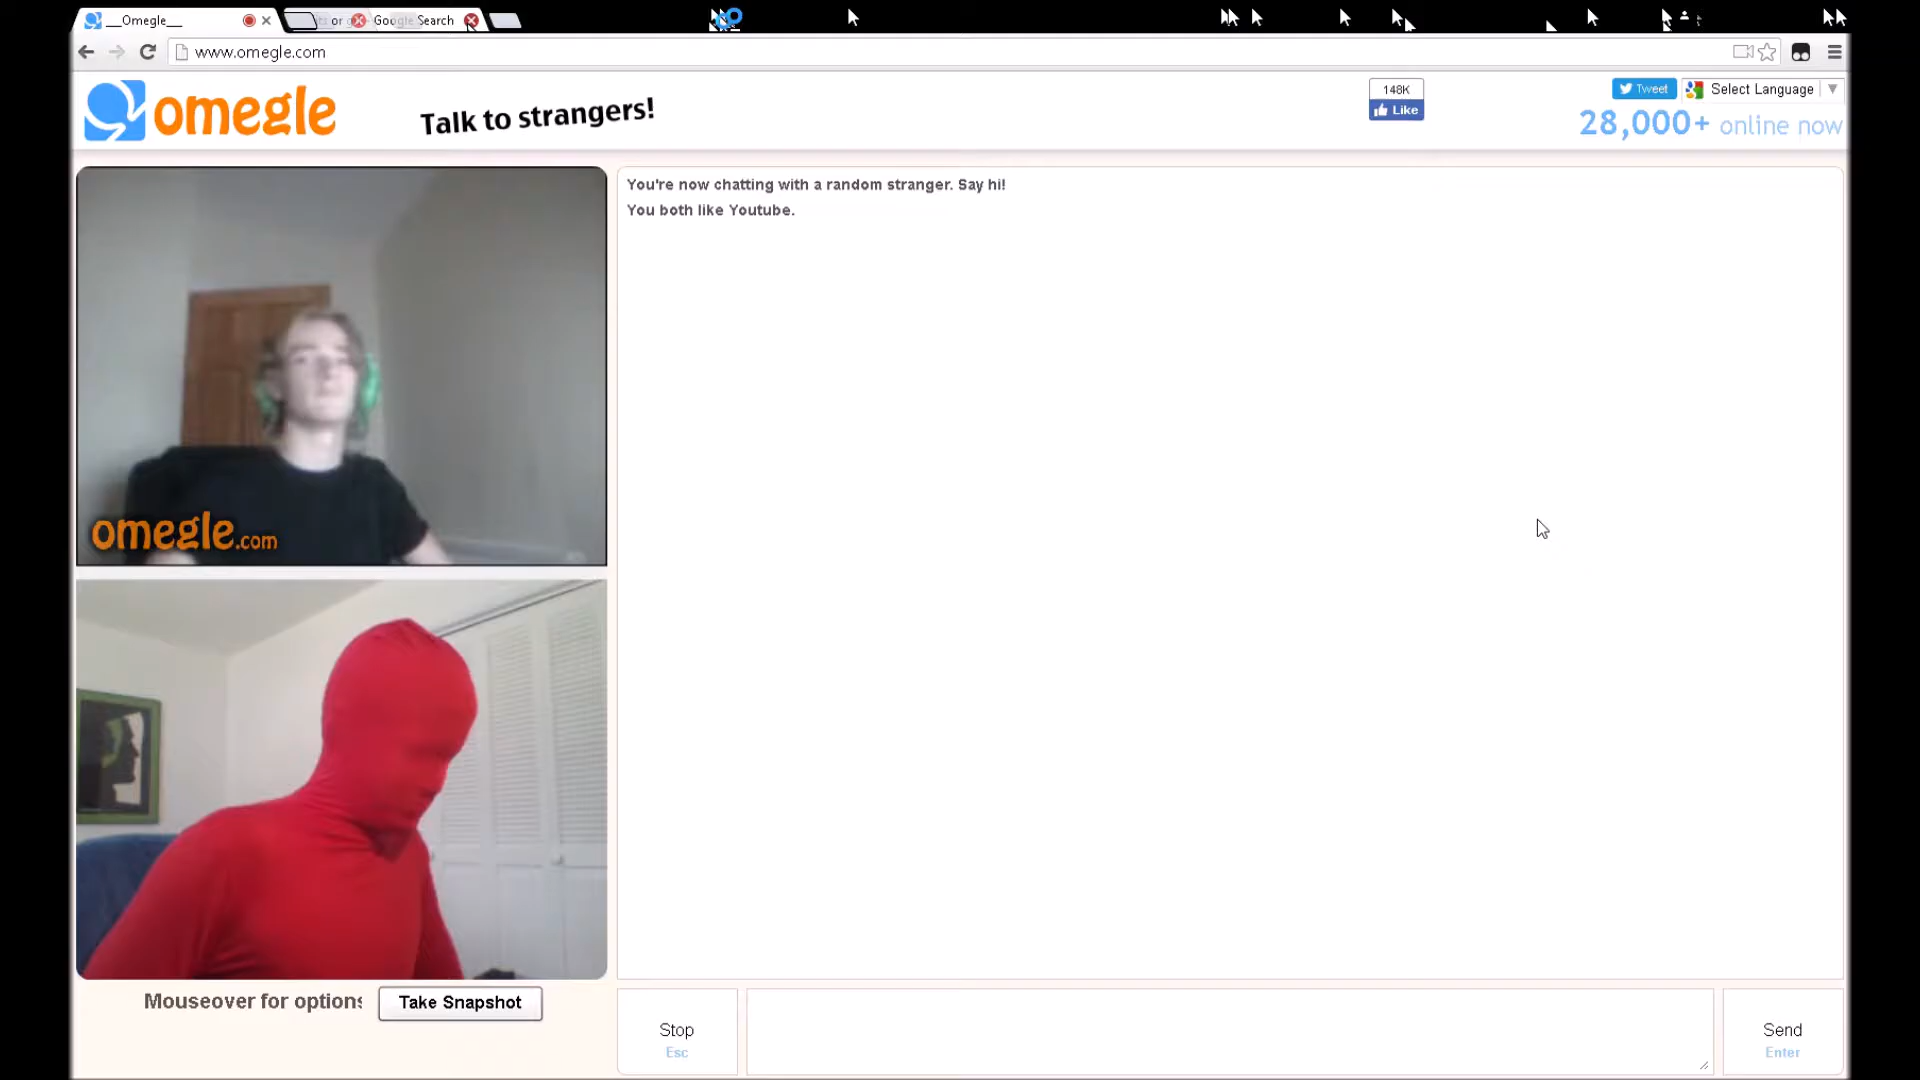 __Omegle__
Google Search
www.omegle.com
omegle
Talk to strangers!
148K
Like
Tweet
Select Language
28,000+ online now
You're now chatting with a random stranger. Say hi!
You both like Youtube.
omegle.com
Mouseover for options
Take Snapshot
Stop
Esc
Send
Enter